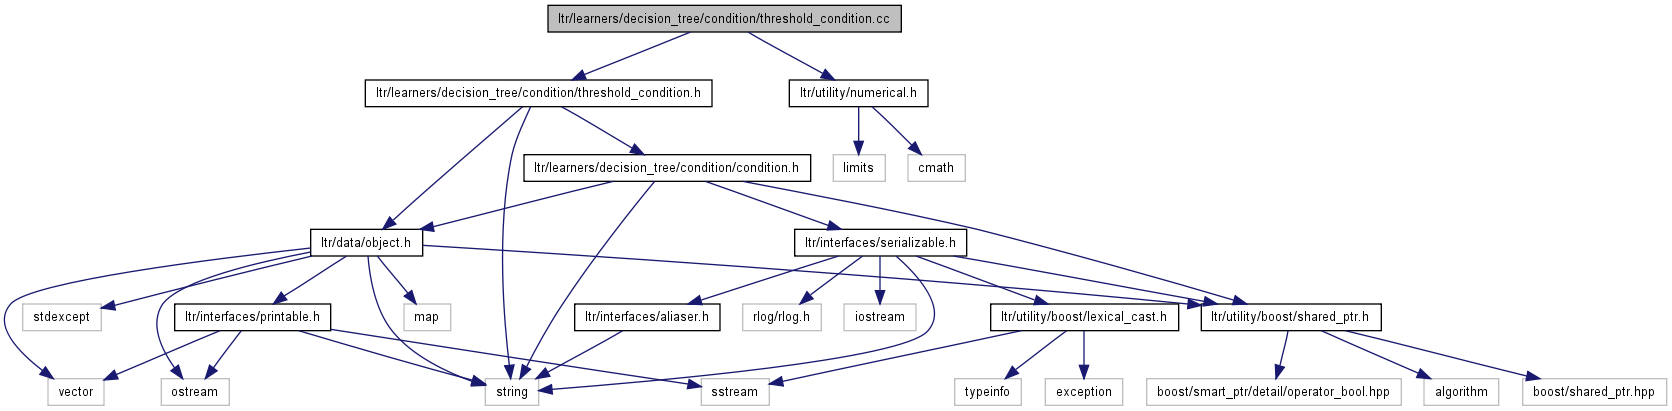 ltr/learners/decision_tree/condition/threshold_condition.cc
ltr/learners/decision_tree/condition/threshold_condition.h
ltr/utility/numerical.h
ltr/learners/decision_tree/condition/condition.h
limits
cmath
ltr/data/object.h
ltr/interfaces/serializable.h
stdexcept
ltr/interfaces/printable.h
map
ltr/interfaces/aliaser.h
rlog/rlog.h
iostream
ltr/utility/boost/lexical_cast.h
ltr/utility/boost/shared_ptr.h
vector
ostream
string
sstream
typeinfo
exception
boost/smart_ptr/detail/operator_bool.hpp
algorithm
boost/shared_ptr.hpp